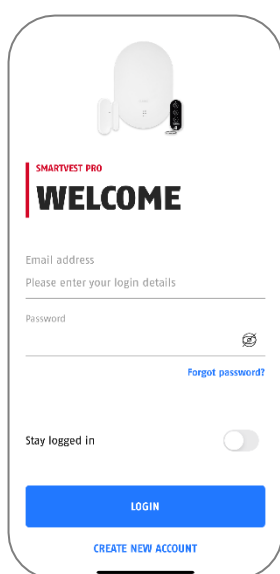 SMARTVEST PRO
WELCOME
Email address
Please enter your login details
Password
Forgot password?
Stay logged in
LOGIN
CREATE NEW ACCOUNT